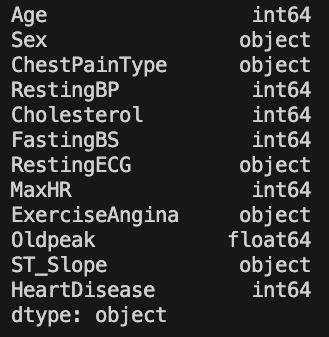 Age int64
Sex object
ChestPainType object
RestingBP int64
Cholesterol int64
FastingBS int64
RestingECG object
MaxHR int64
ExerciseAngina object
Oldpeak float64
ST_Slope object
HeartDisease int64
dtype: object